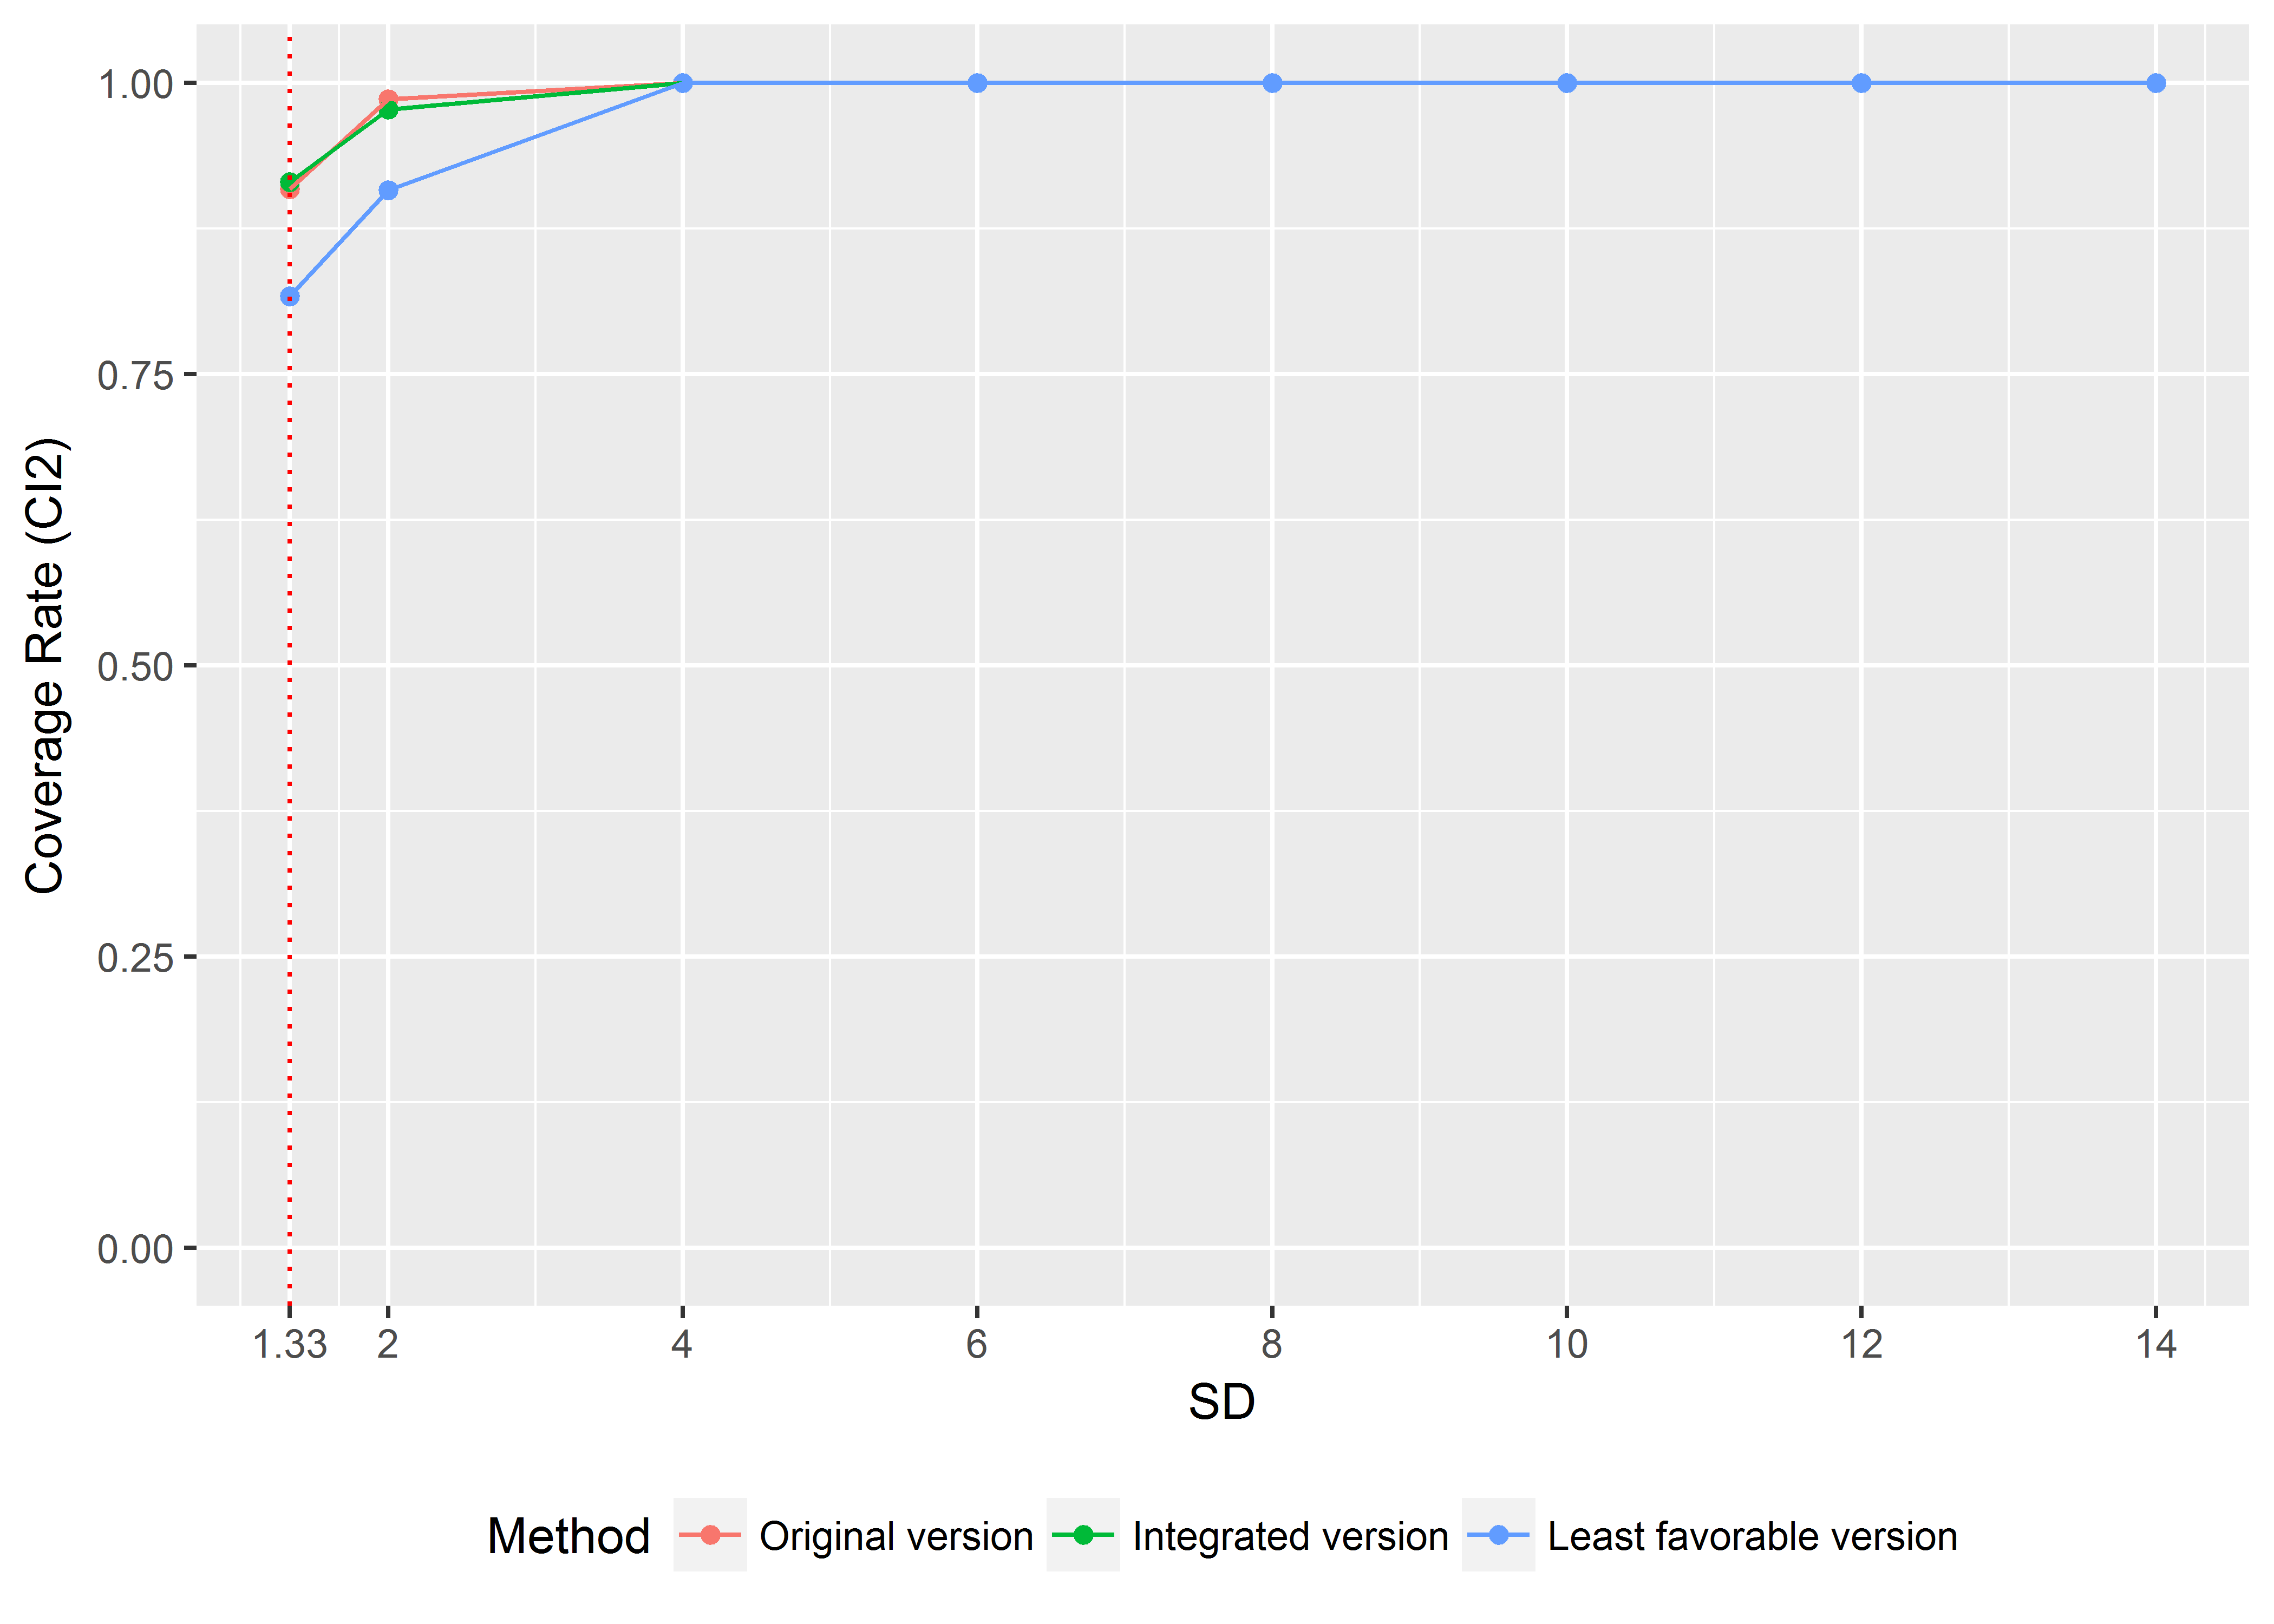 Coverage Rate (CI2)
1.00
0.75
0.50
0.25
0.00
1.33 2 4 6 8 10 12 14
SD
Method Original version Integrated version Least favorable version